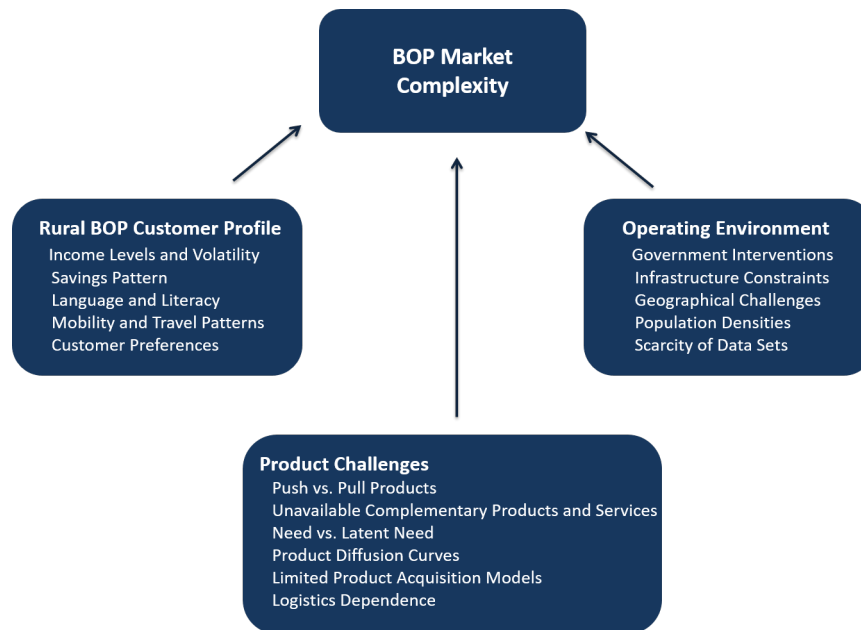 BOP Market
Complexity
Rural BOP Customer Profile
Income Levels and Volatility
Savings Pattern
Language and Literacy
Mobility and Travel Patterns
Customer Preferences
Operating Environment
Government Interventions
Infrastructure Constraints
Geographical Challenges
Population Densities
Scarcity of Data Sets
Product Challenges
Push vs. Pull Products
Unavailable Complementary Products and Services
Need vs. Latent Need
Product Diffusion Curves
Limited Product Acquisition Models
Logistics Dependence